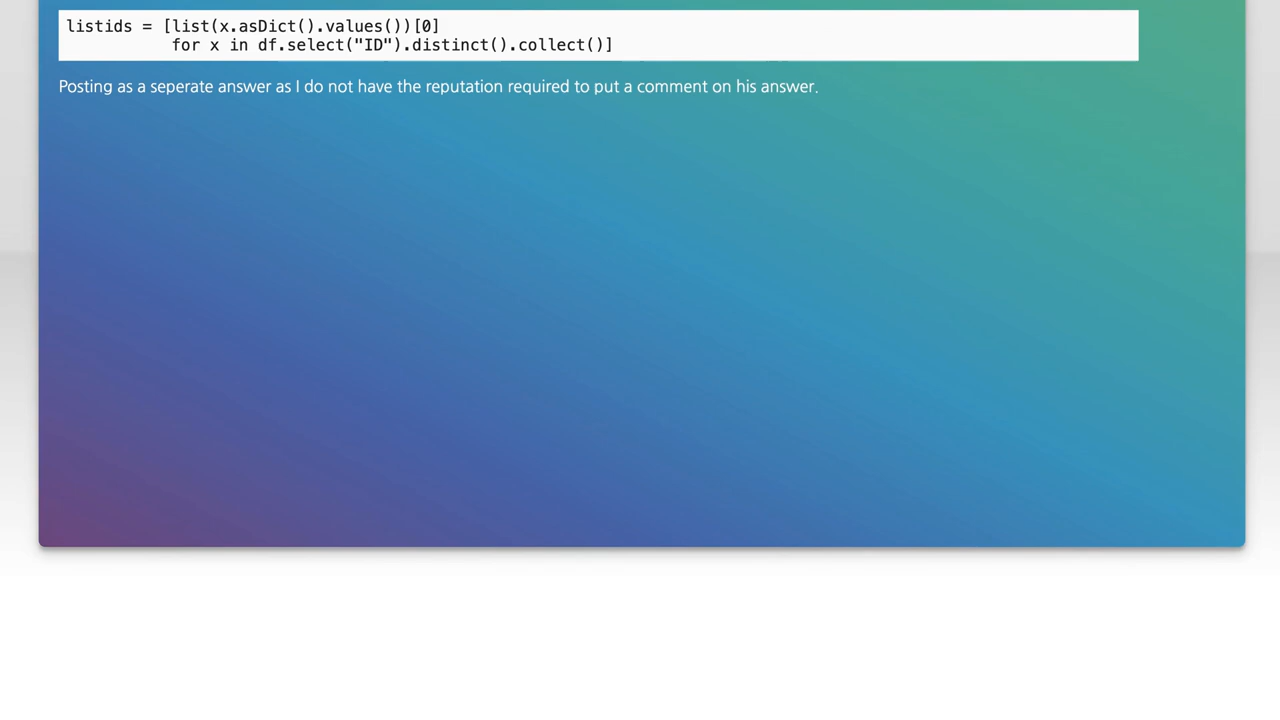 listids = [list(x.asDict().values())[0]
          for x in df.select("ID").distinct().collect()]
Posting as a seperate answer as I do not have the reputation required to put a comment on his answer.